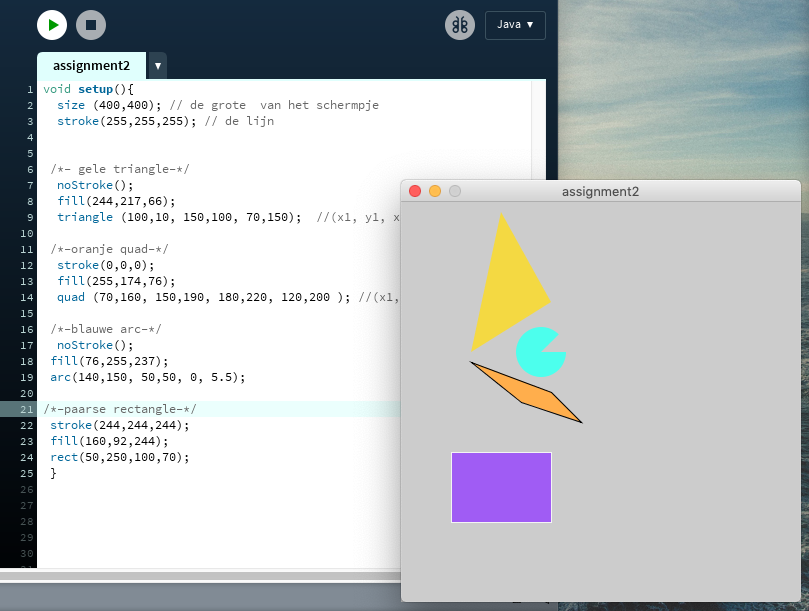 Java ▼
assignment2 ▼
1 void setup(){
2 size (400,400); // de grote van het schermpje
3 stroke(255,255,255); // de lijn
4
5
6 /*- gele triangle-*/
7 noStroke();
8 fill(244,217,66);
9 triangle (100,10, 150,100, 70,150); //(x1, y1, x
10
11 /*-oranje quad-*/
12 stroke(0,0,0);
13 fill(255,174,76);
14 quad (70,160, 150,190, 180,220, 120,200 ); //(x1,
15
16 /*-blauwe arc-*/
17 noStroke();
18 fill(76,255,237);
19 arc(140,150, 50,50, 0, 5.5);
20
21 /*-paarse rectangle-*/
22 stroke(244,244,244);
23 fill(160,92,244);
24 rect(50,250,100,70);
25 }
26
27
28
29
30
assignment2